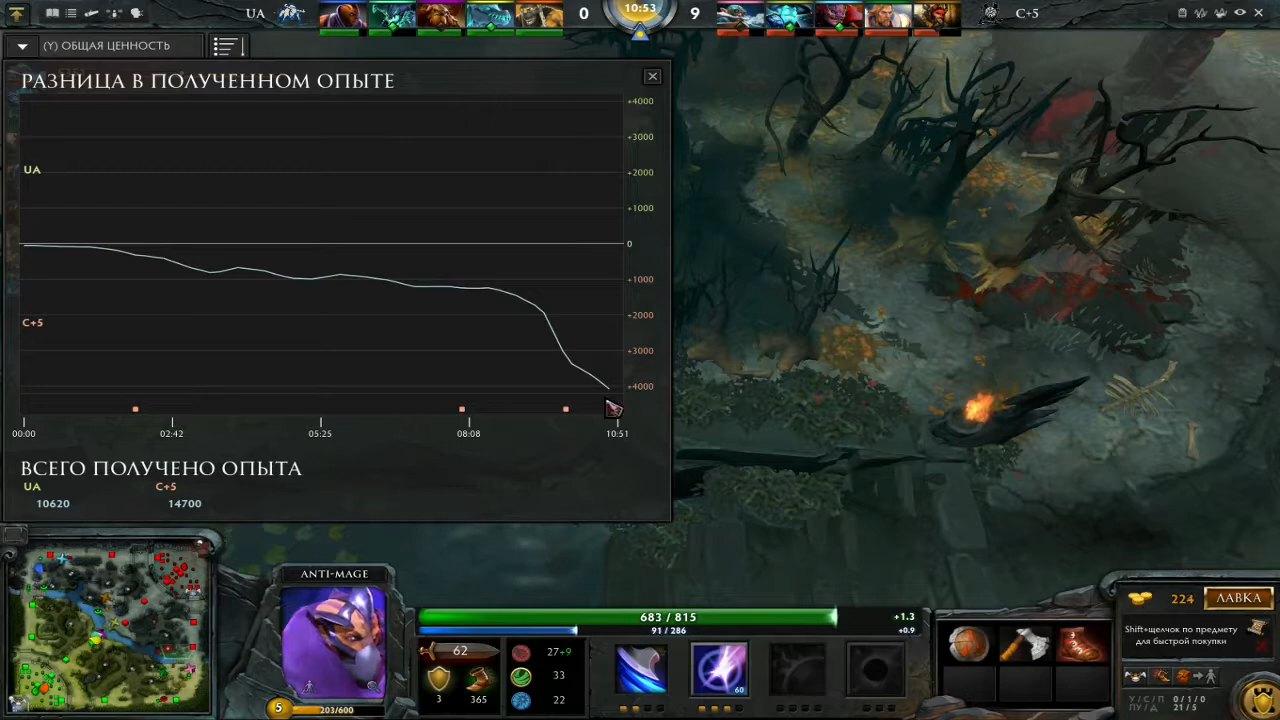 UA 0 10:53 9 C+5
(Y) ОБЩАЯ ЦЕННОСТЬ
РАЗНИЦА В ПОЛУЧЕННОМ ОПЫТЕ
+4000
+3000
UA
+2000
+1000
0
+1000
+2000
C+5
+3000
+4000
00:00 02:42 05:25 08:08 10:51
ВСЕГО ПОЛУЧЕНО ОПЫТА
UA C+5
10620 14700
ANTI-MAGE
683 / 815 +1.3
91 / 286 +0.9
62
27+9
33
3 365
22
60
5 203/600
224 ЛАВКА
Shift+щелчок по предмету
для быстрой покупки
У/С/П 0/1/0
ПУ/Д 21/5